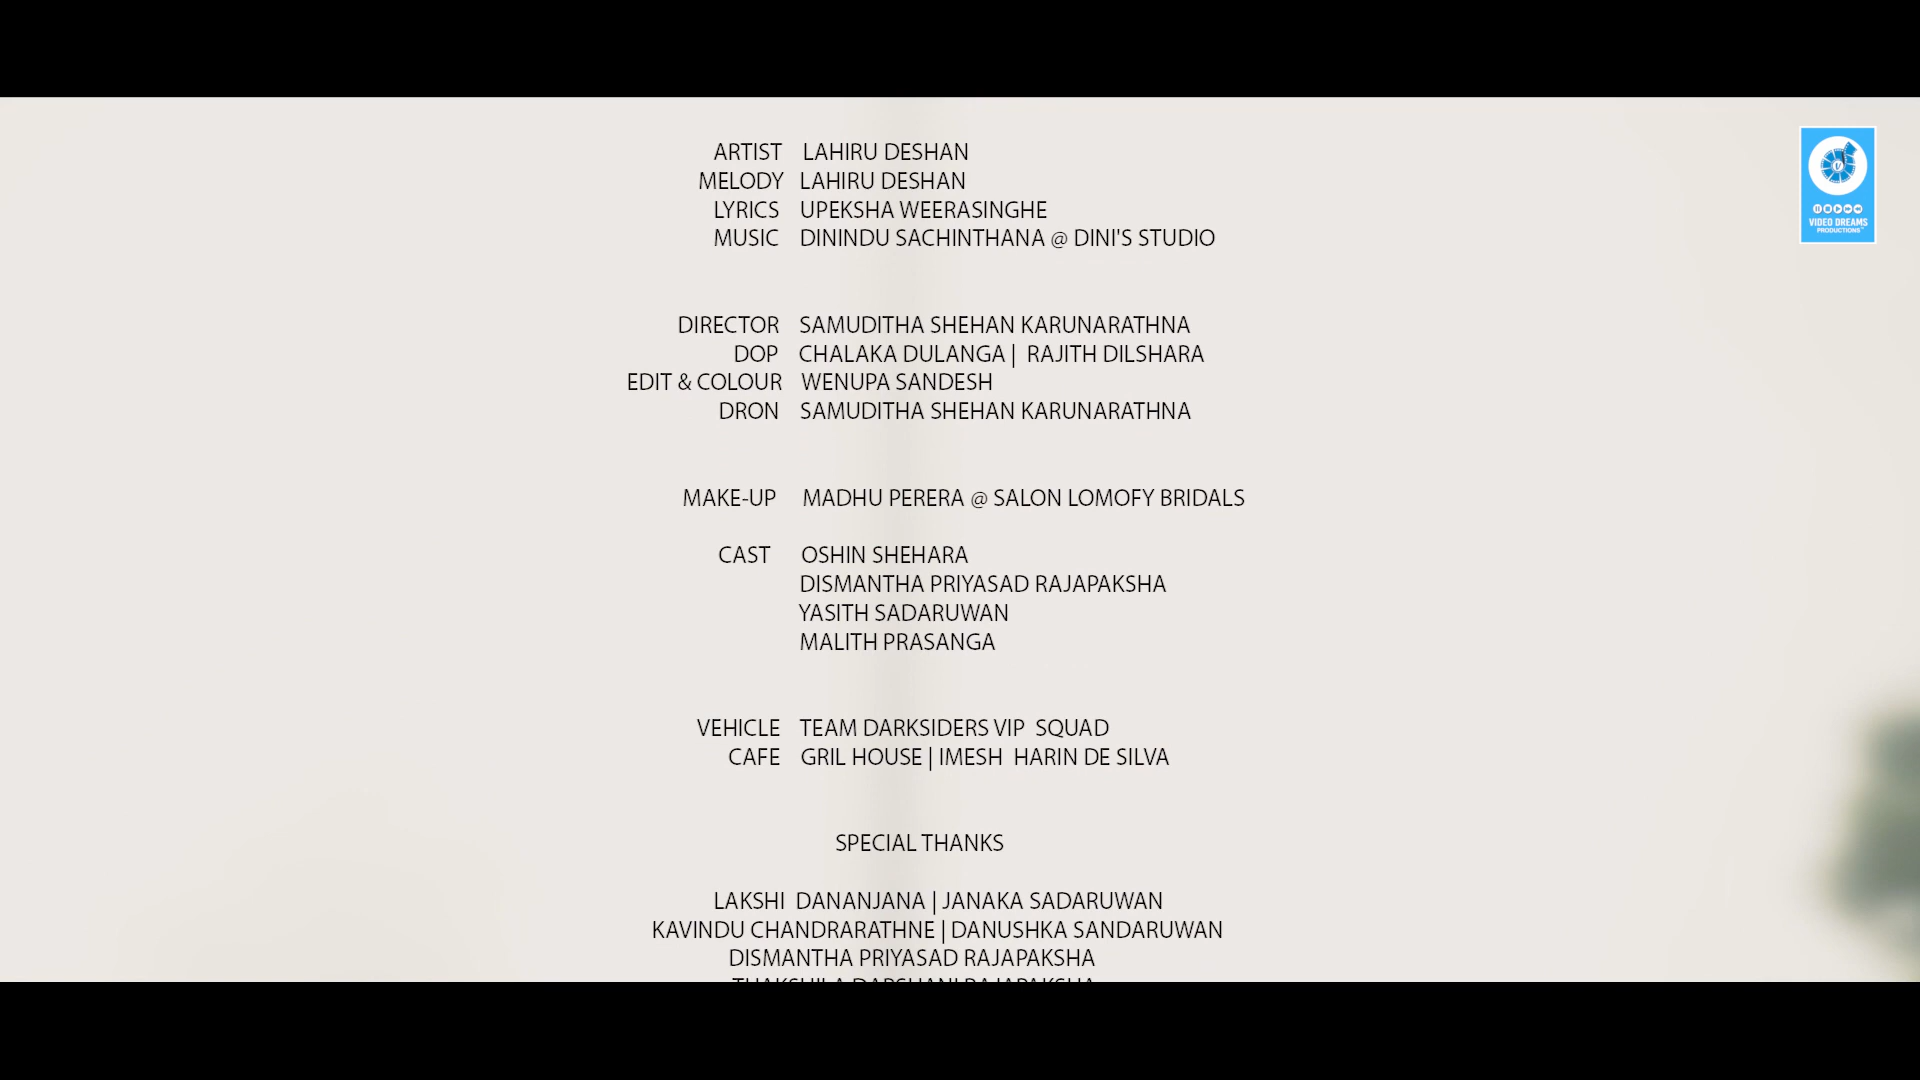 ARTIST LAHIRU DESHAN
MELODY LAHIRU DESHAN
LYRICS UPEKSHA WEERASINGHE
MUSIC DININDU SACHINTHANA @ DINI'S STUDIO
DIRECTOR SAMUDITHA SHEHAN KARUNARATHNA
DOP CHALAKA DULANGA | RAJITH DILSHARA
EDIT & COLOUR WENUPA SANDESH
DRON SAMUDITHA SHEHAN KARUNARATHNA
MAKE-UP MADHU PERERA @ SALON LOMOFY BRIDALS
CAST OSHIN SHEHARA
DISMANTHA PRIYASAD RAJAPAKSHA
YASITH SADARUWAN
MALITH PRASANGA
VEHICLE TEAM DARKSIDERS VIP SQUAD
CAFE GRIL HOUSE | IMESH HARIN DE SILVA
SPECIAL THANKS
LAKSHI DANANJANA | JANAKA SADARUWAN
KAVINDU CHANDRARATHNE | DANUSHKA SANDARUWAN
DISMANTHA PRIYASAD RAJAPAKSHA
VIDEO DREAMS
PRODUCTIONS™